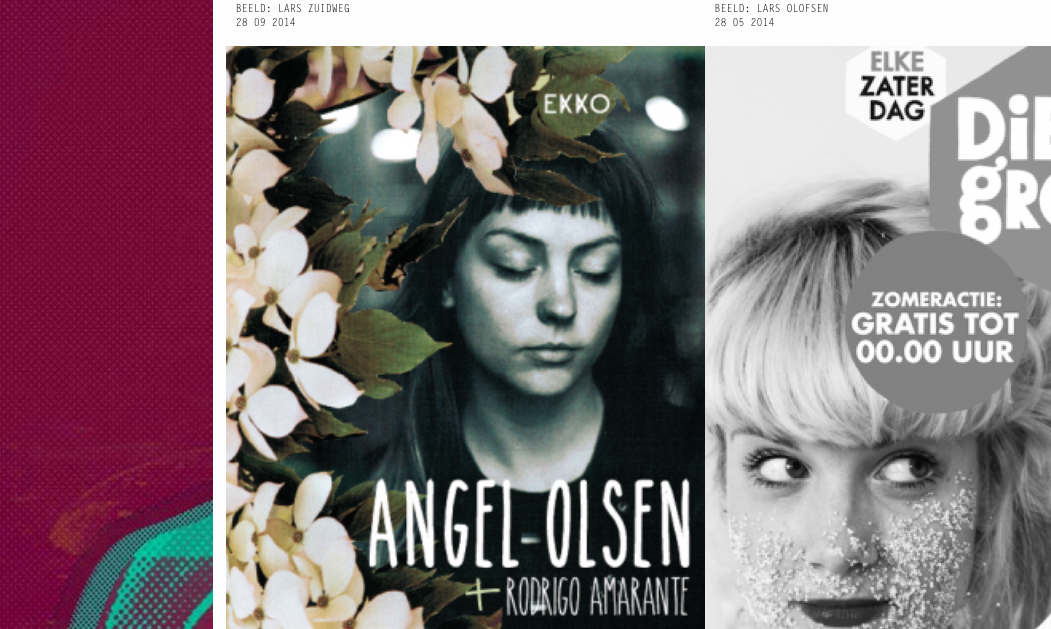 BEELD: LARS ZUIDWEG
28 09 2014
EKKO
ANGEL-OLSEN
+ RODRIGO AMARANTE
BEELD: LARS OLOFSEN
28 05 2014
ELKE
ZATER
DAG
ZOMERACTIE:
GRATIS TOT
00.00 UUR